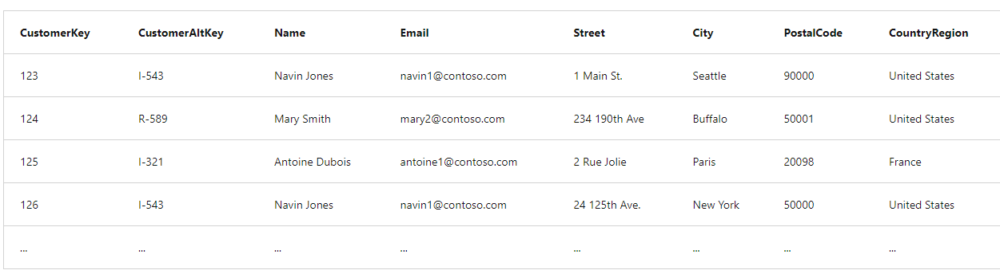 CustomerKey CustomerAltKey Name Email Street City PostalCode CountryRegion
123 I-543 Navin Jones navin1@contoso.com 1 Main St. Seattle 90000 United States
124 R-589 Mary Smith mary2@contoso.com 234 190th Ave Buffalo 50001 United States
125 I-321 Antoine Dubois antoine1@contoso.com 2 Rue Jolie Paris 20098 France
126 I-543 Navin Jones navin1@contoso.com 24 125th Ave. New York 50000 United States
... ... ... ... ... ... ... ...